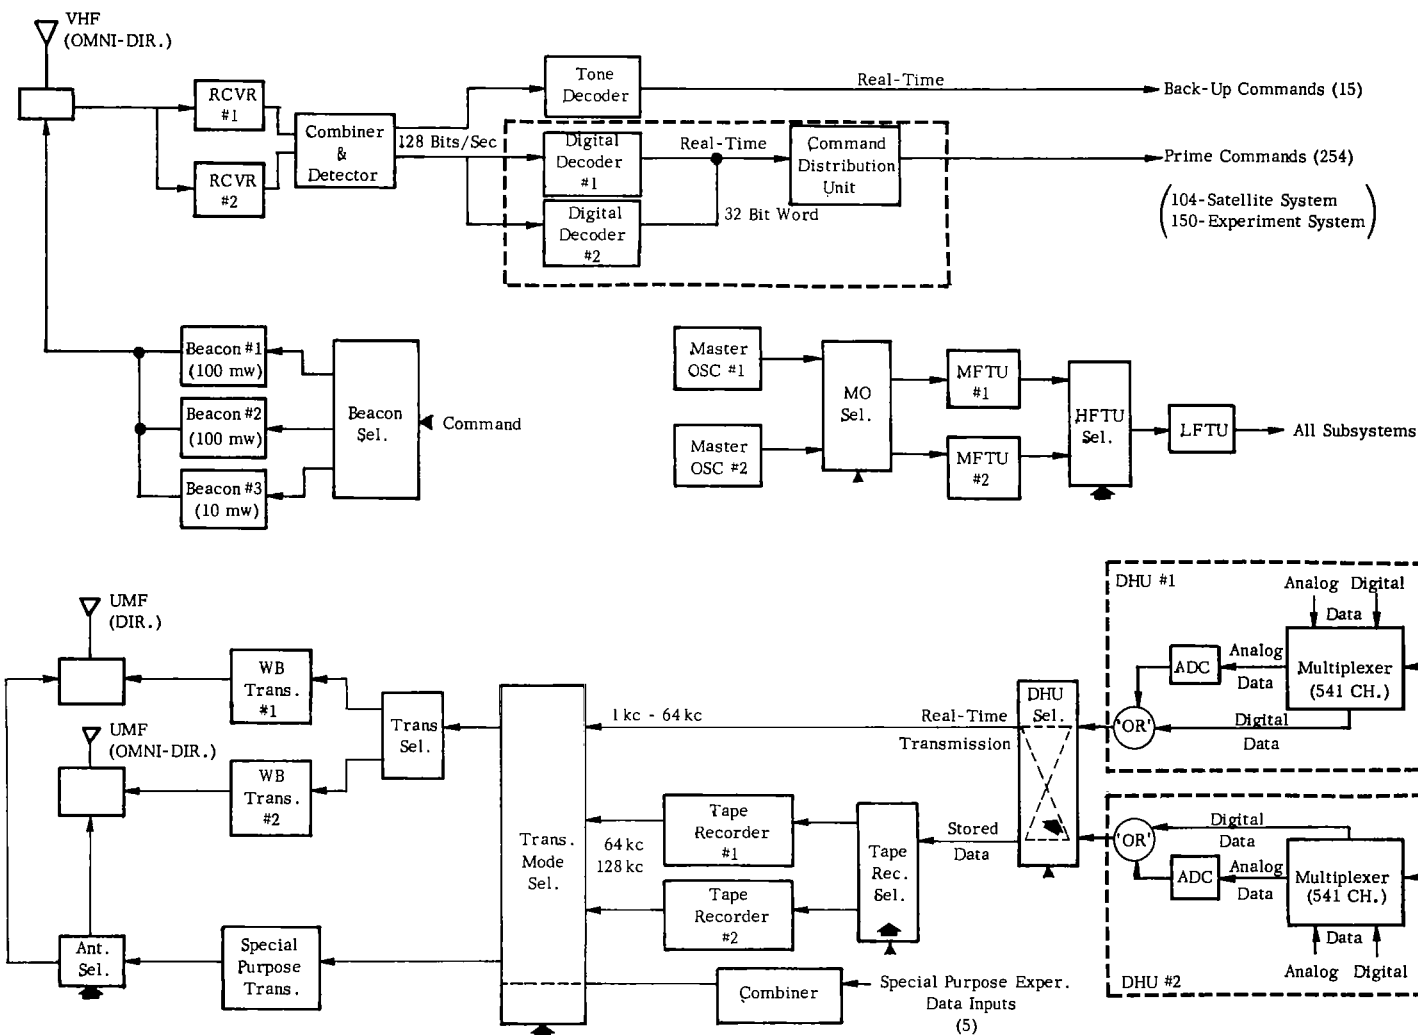 VHF
(OMNI-DIR.)
RCVR
#1
RCVR
#2
Combiner
&
Detector
128 Bits/Sec
Tone
Decoder
Real-Time
Back-Up Commands (15)
Digital
Decoder
#1
Real-Time
Command
Distribution
Unit
Prime Commands (254)
Digital
Decoder
#2
32 Bit Word
104-Satellite System
150-Experiment System
Beacon #1
(100 mw)
Beacon #2
(100 mw)
Beacon #3
(10 mw)
Beacon
Sel.
Command
Master
OSC #1
Master
OSC #2
MO
Sel.
MFTU
#1
MFTU
#2
HFTU
Sel.
LFTU
All Subsystems
UMF
(DIR.)
WB
Trans.
#1
UMF
(OMNI-DIR.)
WB
Trans.
#2
Trans
Sel.
Ant.
Sel.
Special
Purpose
Trans.
Trans.
Mode
Sel.
1 kc - 64 kc
Real-Time
Transmission
64 kc
128 kc
Tape
Recorder
#1
Tape
Recorder
#2
Tape
Rec.
Sel.
Stored
Data
DHU
Sel.
Combiner
Special Purpose Exper.
Data Inputs
(5)
DHU #1
Analog Digital
Data
Multiplexer
(541 CH.)
Analog
Data
ADC
'OR'
Digital
Data
'OR'
Digital
Data
ADC
Analog
Data
Multiplexer
(541 CH.)
Data
Analog Digital
DHU #2